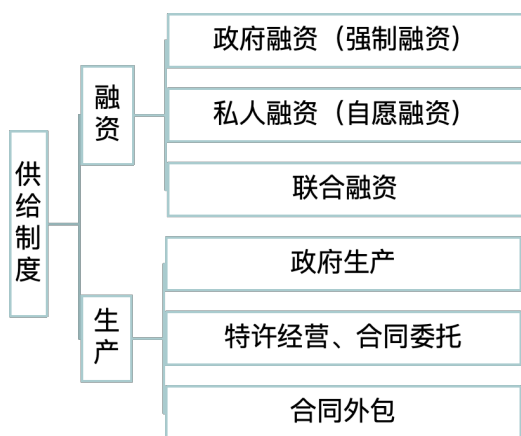 供给制度
融资
政府融资（强制融资）
私人融资（自愿融资）
联合融资
生产
政府生产
特许经营、合同委托
合同外包